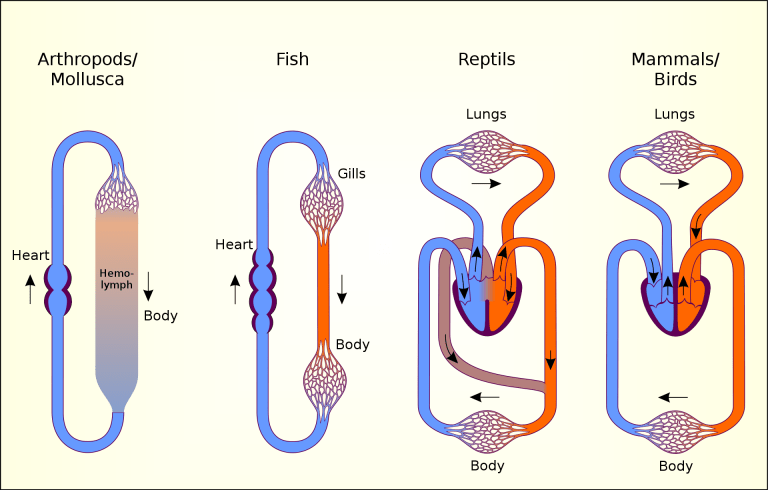 Arthropods/
Mollusca
Heart
Hemo-
lymph
Body
Fish
Gills
Heart
Body
Reptils
Lungs
Body
Mammals/
Birds
Lungs
Body